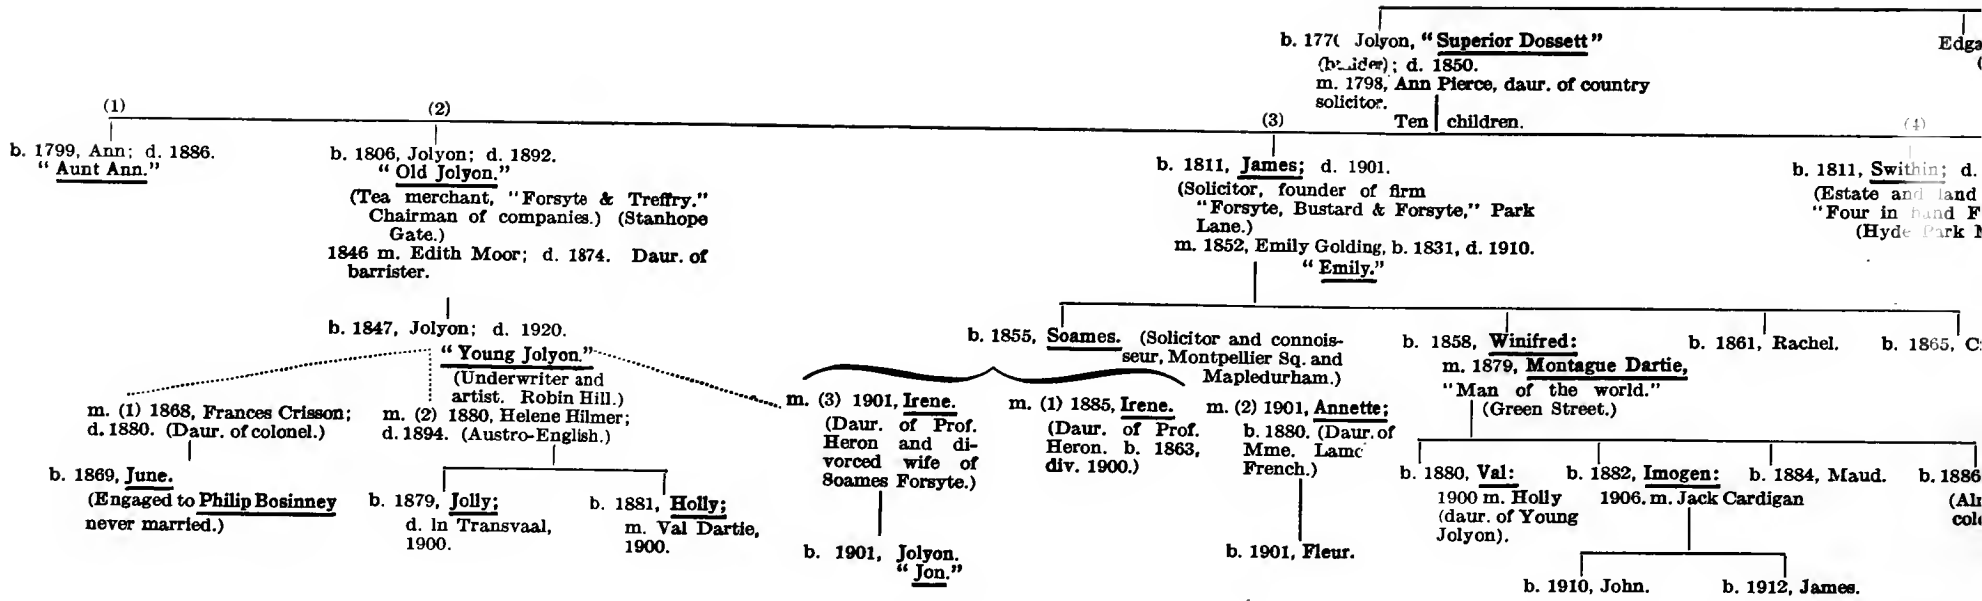 b. 177( Jolyon, "Superior Dossett"
(builder); d. 1850.
m. 1798, Ann Pierce, daur. of country
solicitor.
Ten children.
Edga
(
(1)
(2)
(3)
(4)
b. 1799, Ann; d. 1886.
"Aunt Ann."
b. 1806, Jolyon; d. 1892.
"Old Jolyon."
(Tea merchant, "Forsyte & Treffry."
Chairman of companies.) (Stanhope
Gate.)
1846 m. Edith Moor; d. 1874. Daur. of
barrister.
b. 1811, James; d. 1901.
(Solicitor, founder of firm
"Forsyte, Bustard & Forsyte," Park
Lane.)
m. 1852, Emily Golding, b. 1831, d. 1910.
"Emily."
b. 1811, Swithin; d.
(Estate and land
"Four in hand F
(Hyde Park M
b. 1847, Jolyon; d. 1920.
"Young Jolyon."
(Underwriter and
artist. Robin Hill.)
b. 1855, Soames. (Solicitor and connois-
seur, Montpellier Sq. and
Mapledurham.)
b. 1858, Winifred:
m. 1879, Montague Dartie,
"Man of the world."
(Green Street.)
b. 1861, Rachel.
b. 1865, C
m. (1) 1868, Frances Crisson;
d. 1880. (Daur. of colonel.)
m. (2) 1880, Helene Hilmer;
d. 1894. (Austro-English.)
m. (3) 1901, Irene.
(Daur. of Prof.
Heron and di-
vorced wife of
Soames Forsyte.)
m. (1) 1885, Irene.
(Daur. of Prof.
Heron. b. 1863,
div. 1900.)
m. (2) 1901, Annette;
b. 1880. (Daur. of
Mme. Lamo
French.)
b. 1869, June.
(Engaged to Philip Bosinney
never married.)
b. 1879, Jolly;
d. in Transvaal,
1900.
b. 1881, Holly;
m. Val Dartie,
1900.
b. 1901, Jolyon.
"Jon."
b. 1901, Fleur.
b. 1880, Val:
1900 m. Holly
(daur. of Young
Jolyon).
b. 1882, Imogen:
1906. m. Jack Cardigan
b. 1884, Maud.
b. 1886
(Al
col
b. 1910, John.
b. 1912, James.